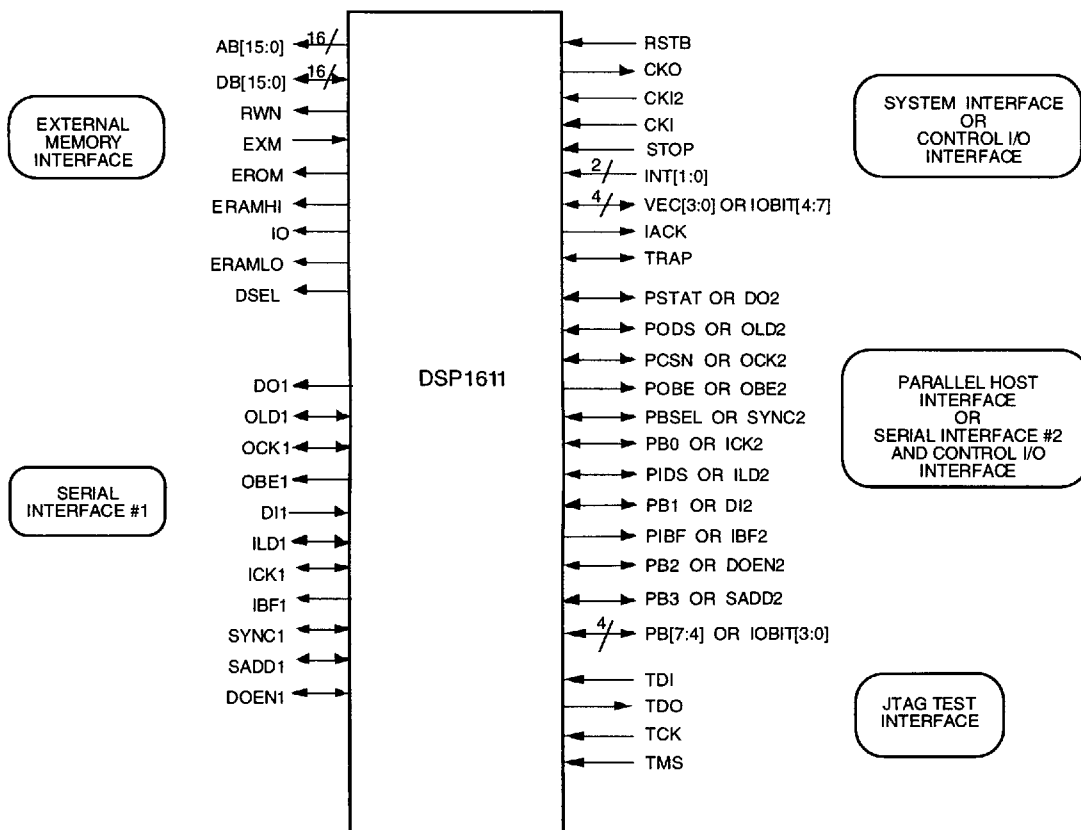 EXTERNAL
MEMORY
INTERFACE
SERIAL
INTERFACE #1
16
AB[15:0]
16
DB[15:0]
RWN
EXM
EROM
ERAMHI
IO
ERAMLO
DSEL
DO1
OLD1
OCK1
OBE1
DI1
ILD1
ICK1
IBF1
SYNC1
SADD1
DOEN1
DSP1611
RSTB
CKO
CKI2
CKI
STOP
2
INT[1:0]
4
VEC[3:0] OR IOBIT[4:7]
IACK
TRAP
PSTAT OR DO2
PODS OR OLD2
PCSN OR OCK2
POBE OR OBE2
PBSEL OR SYNC2
PB0 OR ICK2
PIDS OR ILD2
PB1 OR DI2
PIBF OR IBF2
PB2 OR DOEN2
PB3 OR SADD2
4
PB[7:4] OR IOBIT[3:0]
TDI
TDO
TCK
TMS
SYSTEM INTERFACE
OR
CONTROL I/O
INTERFACE
PARALLEL HOST
INTERFACE
OR
SERIAL INTERFACE #2
AND CONTROL I/O
INTERFACE
JTAG TEST
INTERFACE